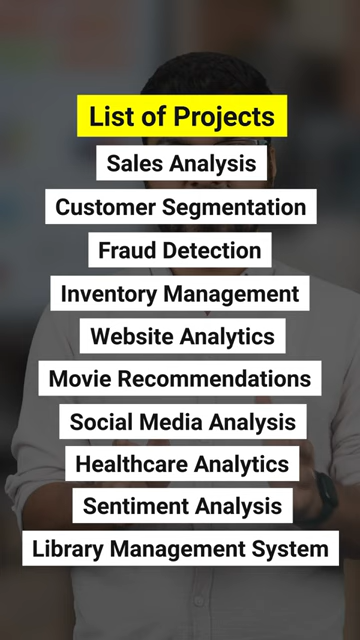 List of Projects
Sales Analysis
Customer Segmentation
Fraud Detection
Inventory Management
Website Analytics
Movie Recommendations
Social Media Analysis
Healthcare Analytics
Sentiment Analysis
Library Management System